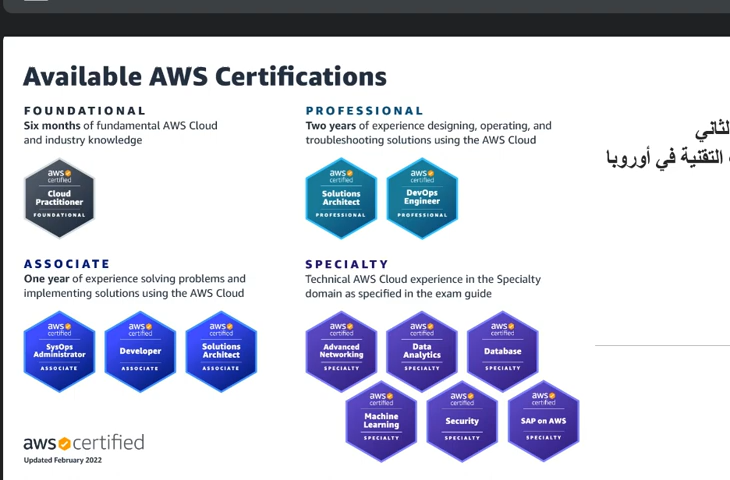 Available AWS Certifications
FOUNDATIONAL
Six months of fundamental AWS Cloud
and industry knowledge
aws
certified
Cloud
Practitioner
FOUNDATIONAL
PROFESSIONAL
Two years of experience designing, operating, and
troubleshooting solutions using the AWS Cloud
aws
certified
Solutions
Architect
PROFESSIONAL
aws
certified
DevOps
Engineer
PROFESSIONAL
ASSOCIATE
One year of experience solving problems and
implementing solutions using the AWS Cloud
aws
certified
SysOps
Administrator
ASSOCIATE
aws
certified
Developer
ASSOCIATE
aws
certified
Solutions
Architect
ASSOCIATE
SPECIALTY
Technical AWS Cloud experience in the Specialty
domain as specified in the exam guide
aws
certified
Advanced
Networking
SPECIALTY
aws
certified
Data
Analytics
SPECIALTY
aws
certified
Database
SPECIALTY
aws
certified
Machine
Learning
SPECIALTY
aws
certified
Security
SPECIALTY
aws
certified
SAP on AWS
SPECIALTY
aws certified
Updated February 2022
التقنية في أوروبا